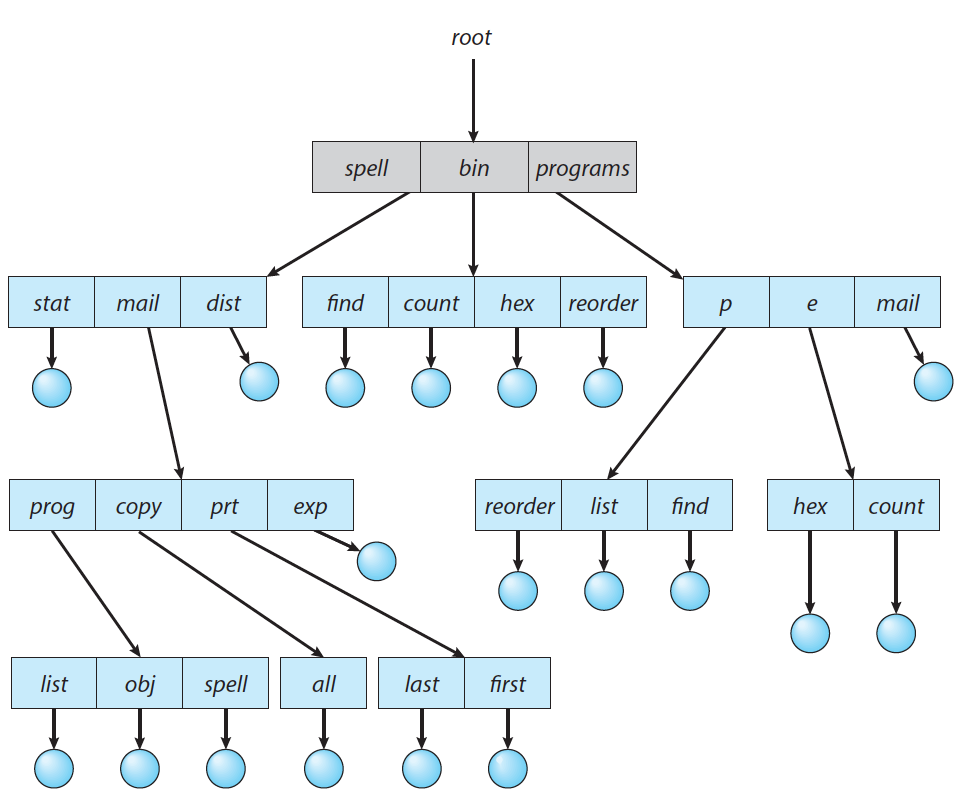 root
spell bin programs
stat mail dist find count hex reorder p e mail
prog copy prt exp reorder list find hex count
list obj spell all last first